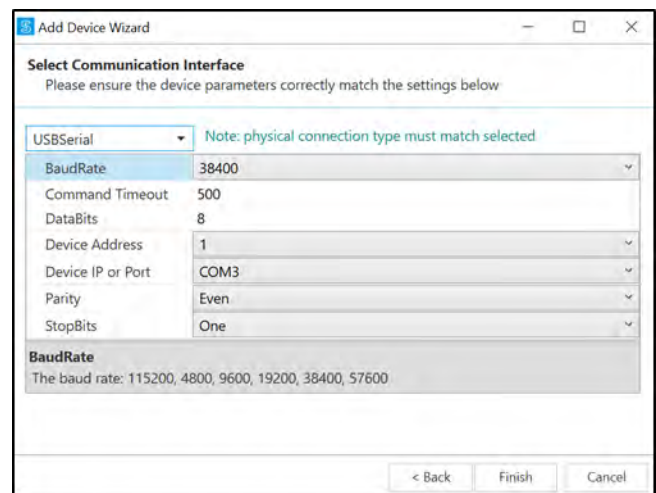 Add Device Wizard
Select Communication Interface
Please ensure the device parameters correctly match the settings below
USBSerial Note: physical connection type must match selected
BaudRate 38400
Command Timeout 500
DataBits 8
Device Address 1
Device IP or Port COM3
Parity Even
StopBits One
BaudRate
The baud rate: 115200, 4800, 9600, 19200, 38400, 57600
< Back Finish Cancel